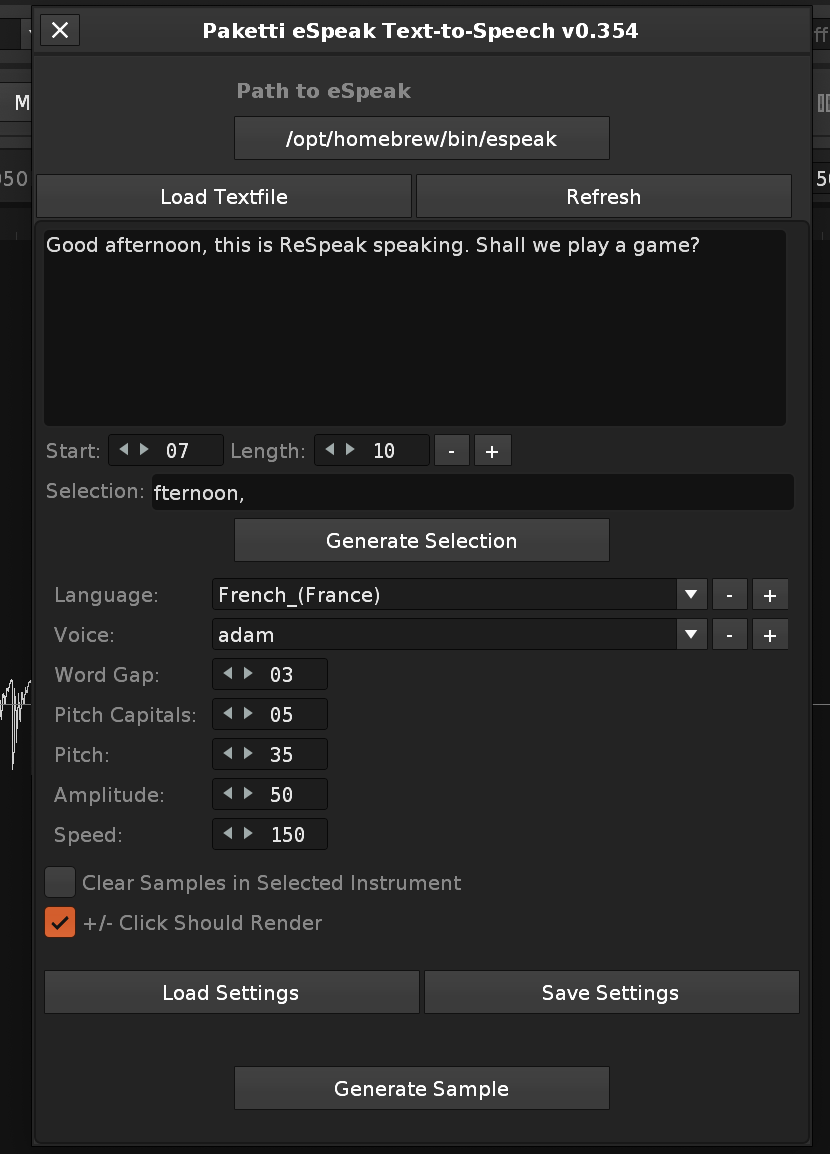 Paketti eSpeak Text-to-Speech v0.354
ff
Path to eSpeak
M
/opt/homebrew/bin/espeak
050
50
Load Textfile Refresh
Good afternoon, this is ReSpeak speaking. Shall we play a game?
Start: 07 Length: 10 - +
Selection: fternoon,
Generate Selection
Language: French_(France) - +
Voice: adam - +
Word Gap: 03
Pitch Capitals: 05
Pitch: 35
Amplitude: 50
Speed: 150
Clear Samples in Selected Instrument
+/- Click Should Render
Load Settings Save Settings
Generate Sample